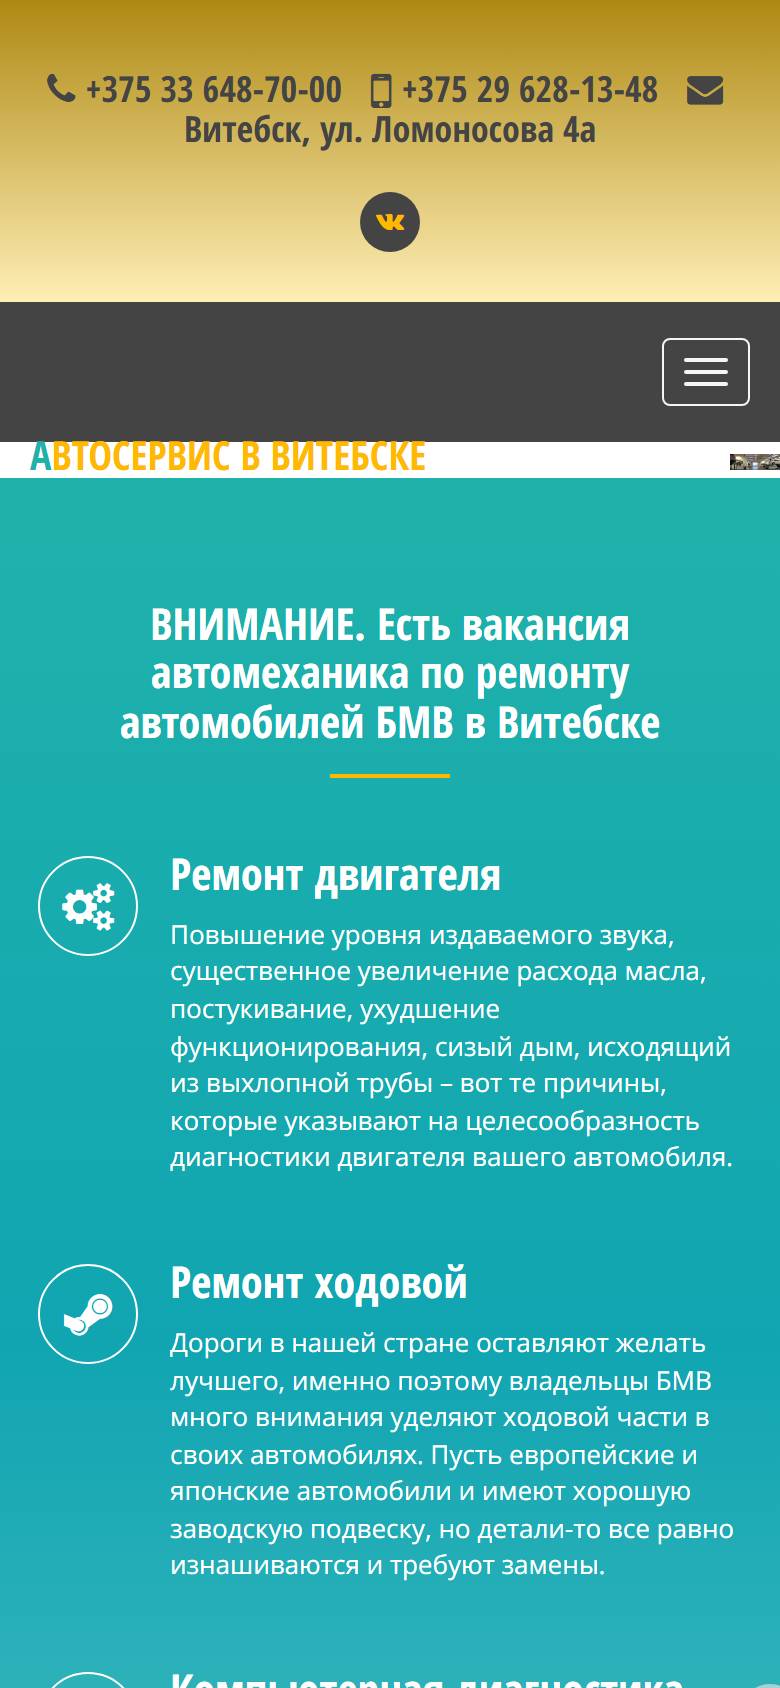 +375 33 648-70-00 +375 29 628-13-48
Витебск, ул. Ломоносова 4а
АВТОСЕРВИС В ВИТЕБСКЕ
ВНИМАНИЕ. Есть вакансия
автомеханика по ремонту
автомобилей БМВ в Витебске
Ремонт двигателя
Повышение уровня издаваемого звука,
существенное увеличение расхода масла,
постукивание, ухудшение
функционирования, сизый дым, исходящий
из выхлопной трубы – вот те причины,
которые указывают на целесообразность
диагностики двигателя вашего автомобиля.
Ремонт ходовой
Дороги в нашей стране оставляют желать
лучшего, именно поэтому владельцы БМВ
много внимания уделяют ходовой части в
своих автомобилях. Пусть европейские и
японские автомобили и имеют хорошую
заводскую подвеску, но детали-то все равно
изнашиваются и требуют замены.
Компьютерная диагностика